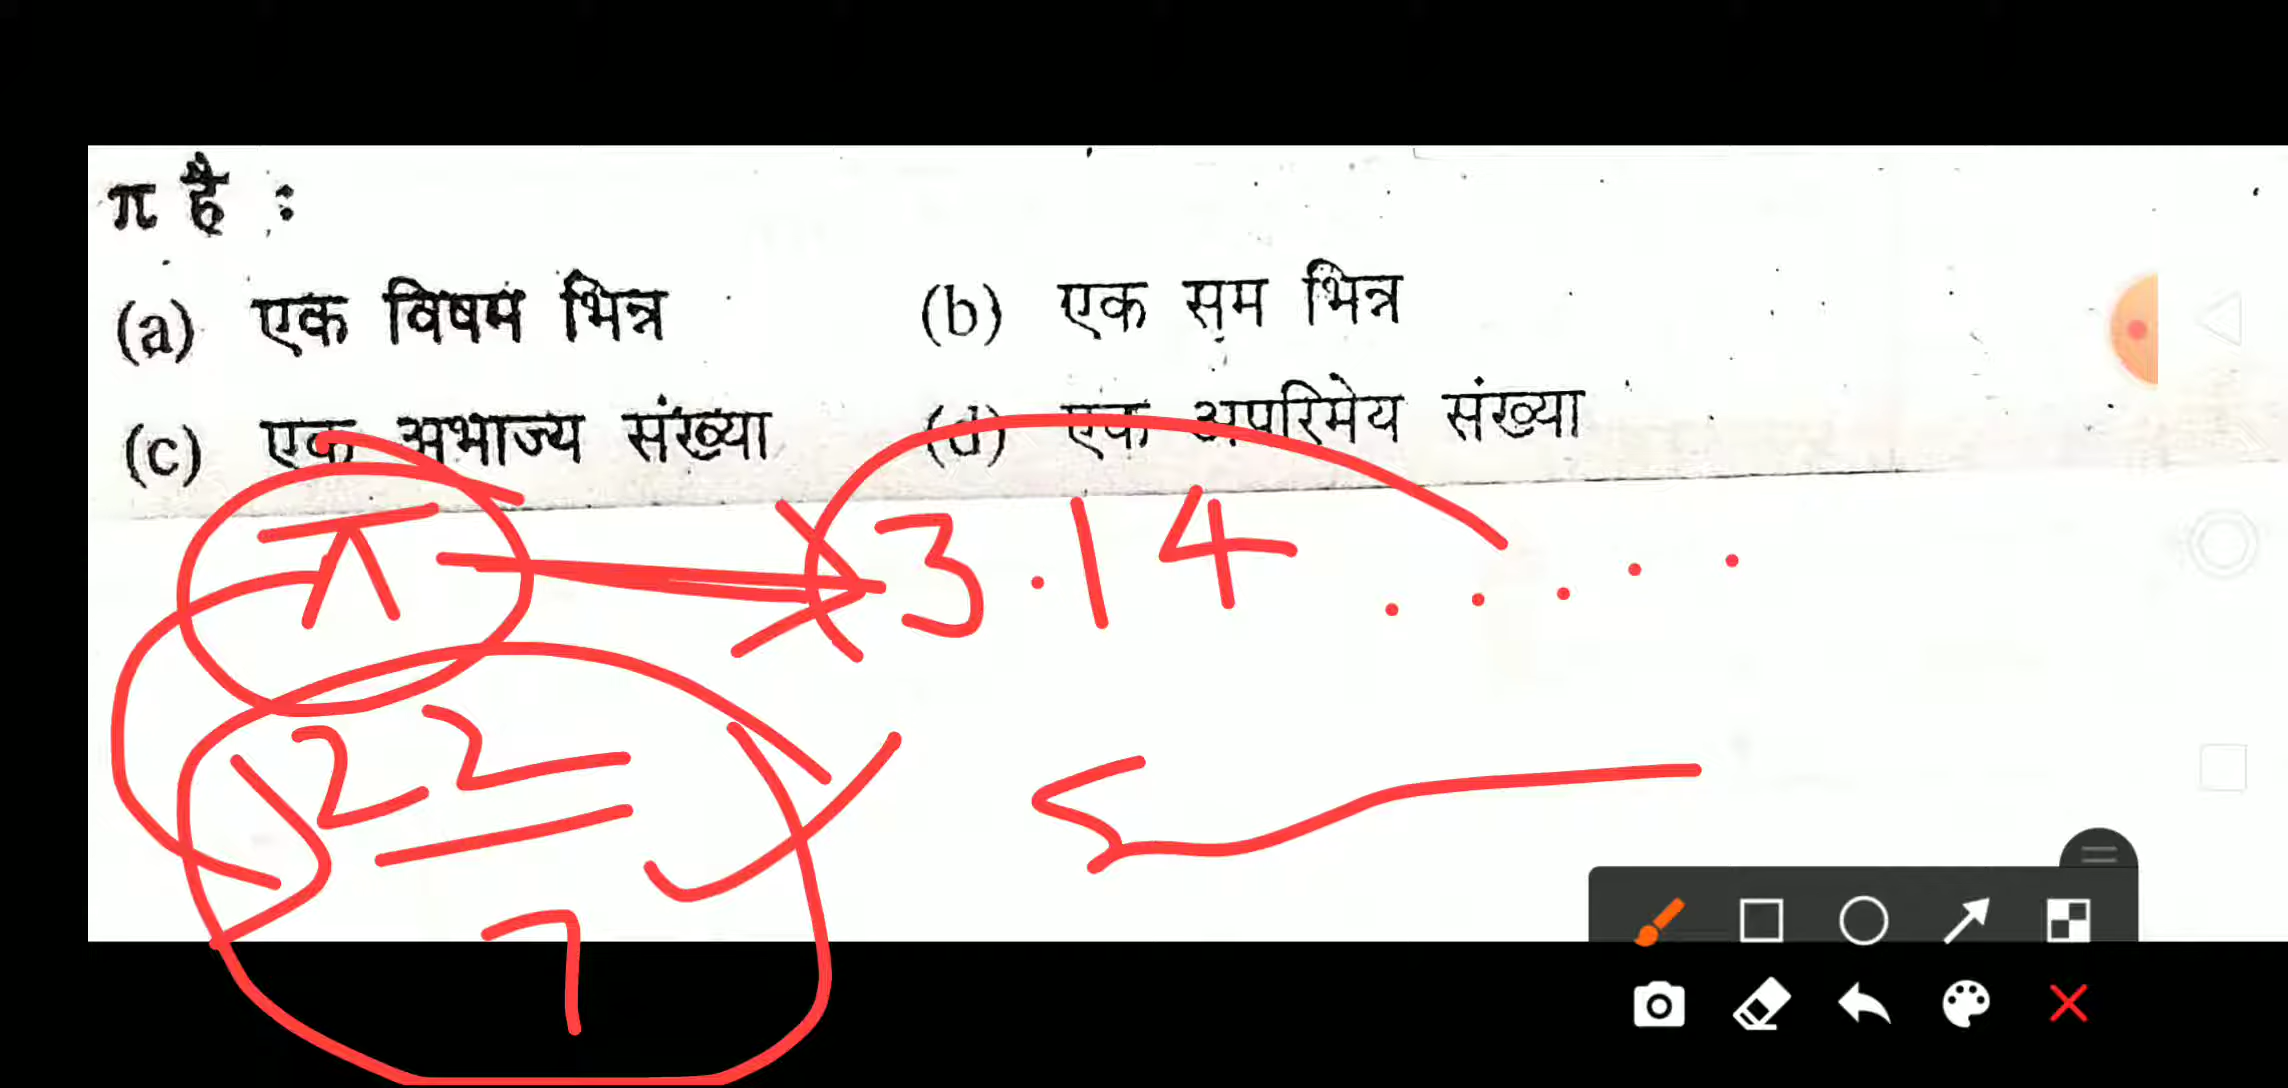 π है :
(a) एक विषम भिन्न (b) एक सम भिन्न
(c) एक अभाज्य संख्या (d) एक अपरिमेय संख्या
π 3.14 . . . . .
22
7